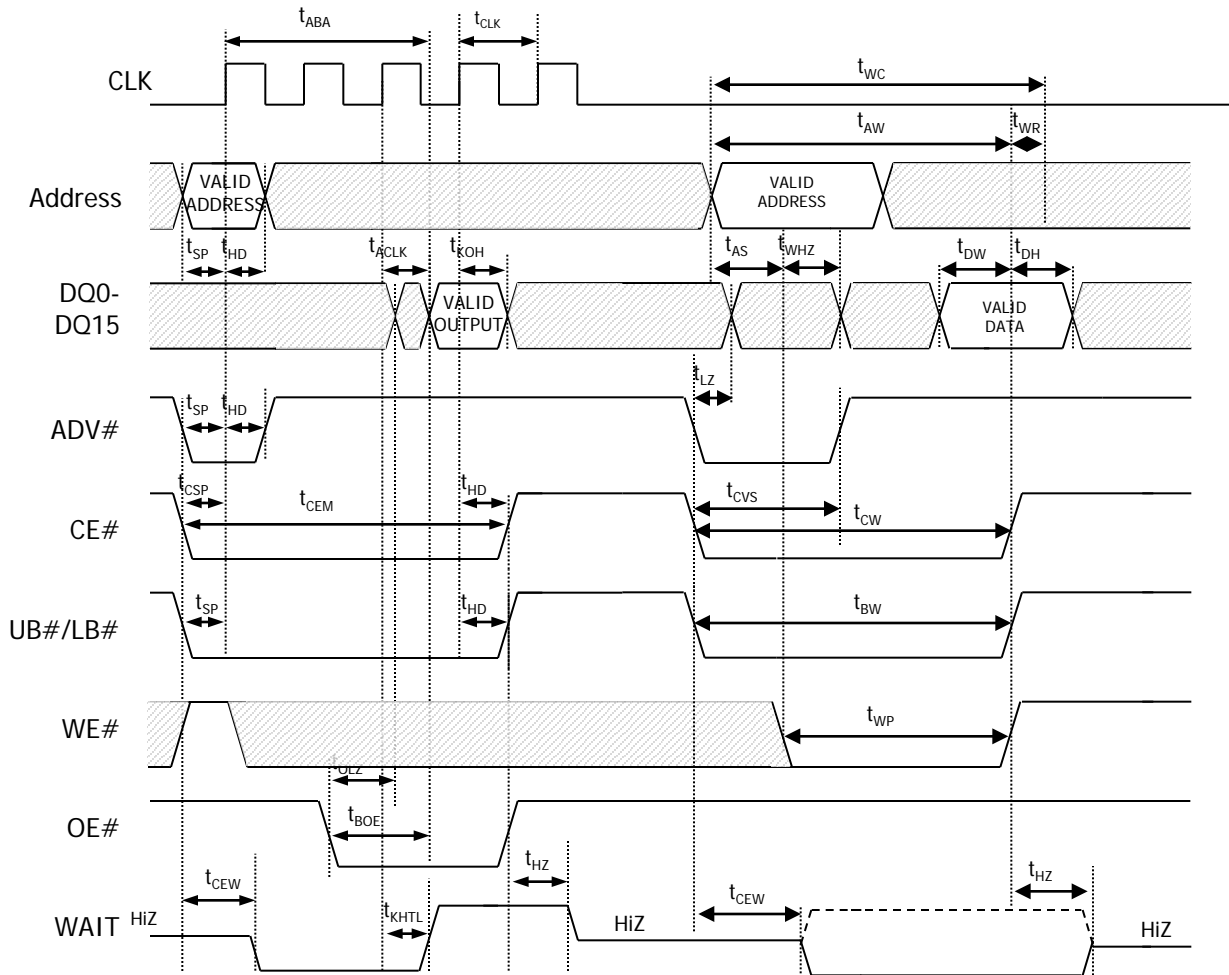 tABA
tCLK
CLK
tWC
tAW
tWR
Address
VALID ADDRESS
VALID ADDRESS
tSP
tHD
tACLK
tKOH
tAS
tWHZ
tDW
tDH
DQ0-
DQ15
VALID OUTPUT
VALID DATA
tLZ
ADV#
tSP
tHD
tCSP
tCEM
tHD
tCVS
tCW
CE#
tSP
tHD
tBW
UB#/LB#
WE#
tWP
tOLZ
tBOE
OE#
tHZ
tCEW
tKHTL
tCEW
tHZ
WAIT
HiZ
HiZ
HiZ